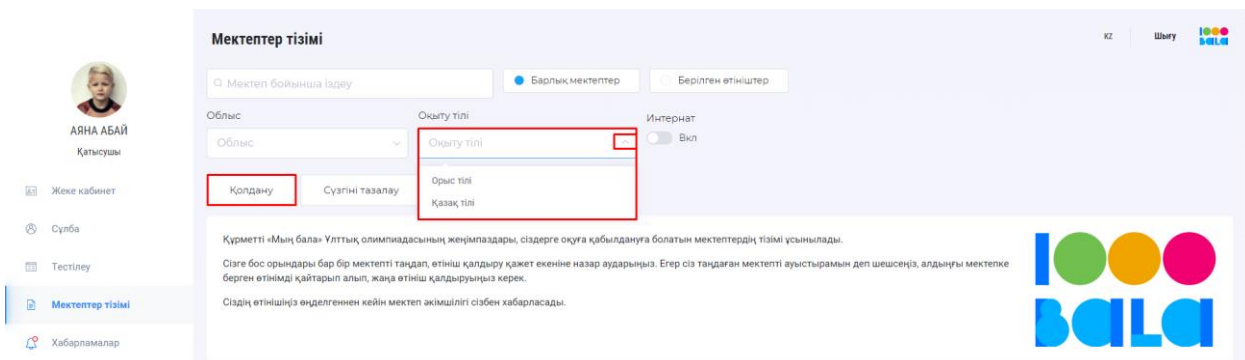 Мектептер тізімі
KZ
Шығу
1000
BALA
Мектеп бойынша іздеу
Барлық мектептер
Берілген өтініштер
АЯНА АБАЙ
Қатысушы
Облыс
Оқыту тілі
Интернат
Облыс
Оқыту тілі
Вкл
Орыс тілі
Қазақ тілі
Қолдану
Сүзгіні тазалау
Жеке кабинет
Сұлба
Тестілеу
Мектептер тізімі
Хабарламалар
Құрметті «Мың бала» Ұлттық олимпиадасының жеңімпаздары, сіздерге оқуға қабылдануға болатын мектептердің тізімі ұсынылады.
Сізге бос орындары бар бір мектепті таңдап, өтініш қалдыру қажет екеніне назар аударыңыз. Егер сіз таңдаған мектепті ауыстырамын деп шешсеңіз, алдыңғы мектепке
берген өтінімді қайтарып алып, жаңа өтініш қалдыруыңыз керек.
Сіздің өтінішіңіз өңделгеннен кейін мектеп әкімшілігі сізбен хабарласады.
1000
BALA